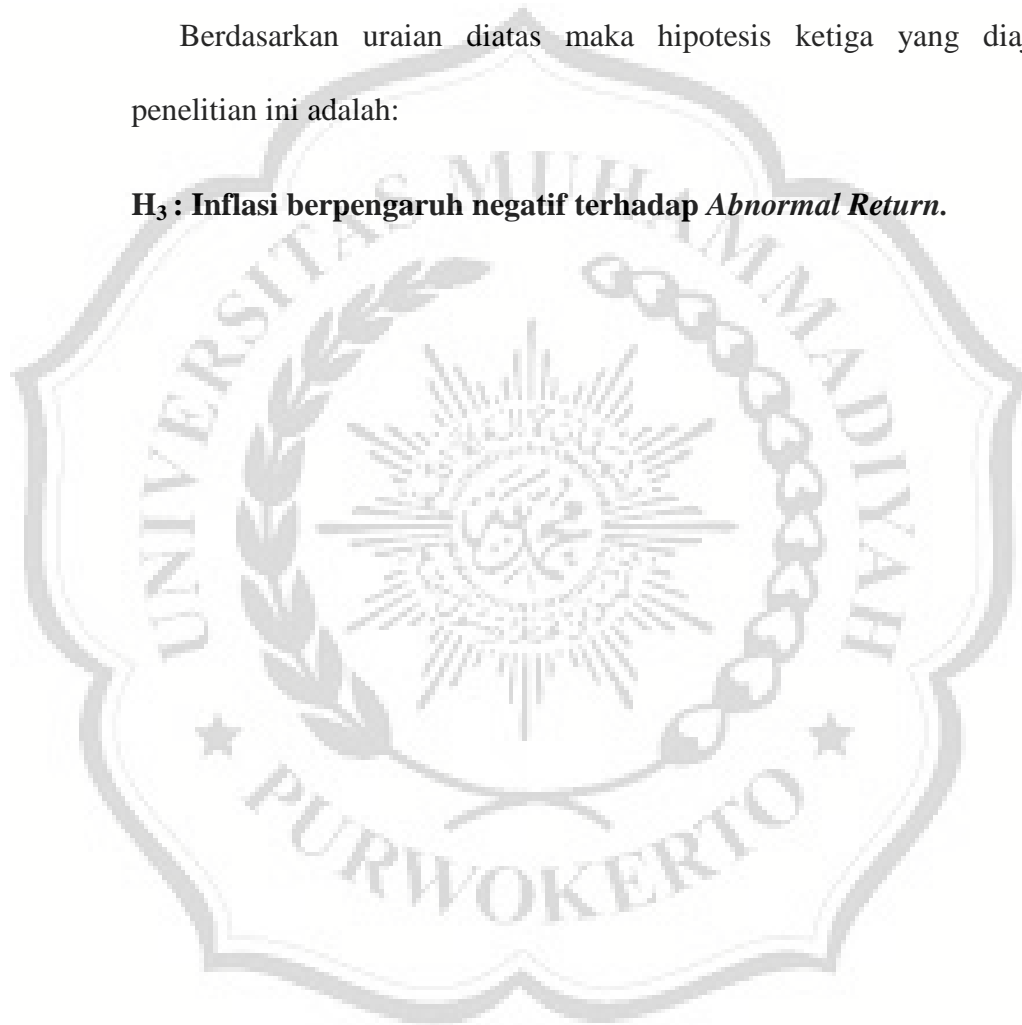 Berdasarkan uraian diatas maka hipotesis ketiga yang
penelitian ini adalah:
H₃ : Inflasi berpengaruh negatif terhadap Abnormal Return.
UNIVERSITAS MUHAMMADIYAH
PURWOKERTO